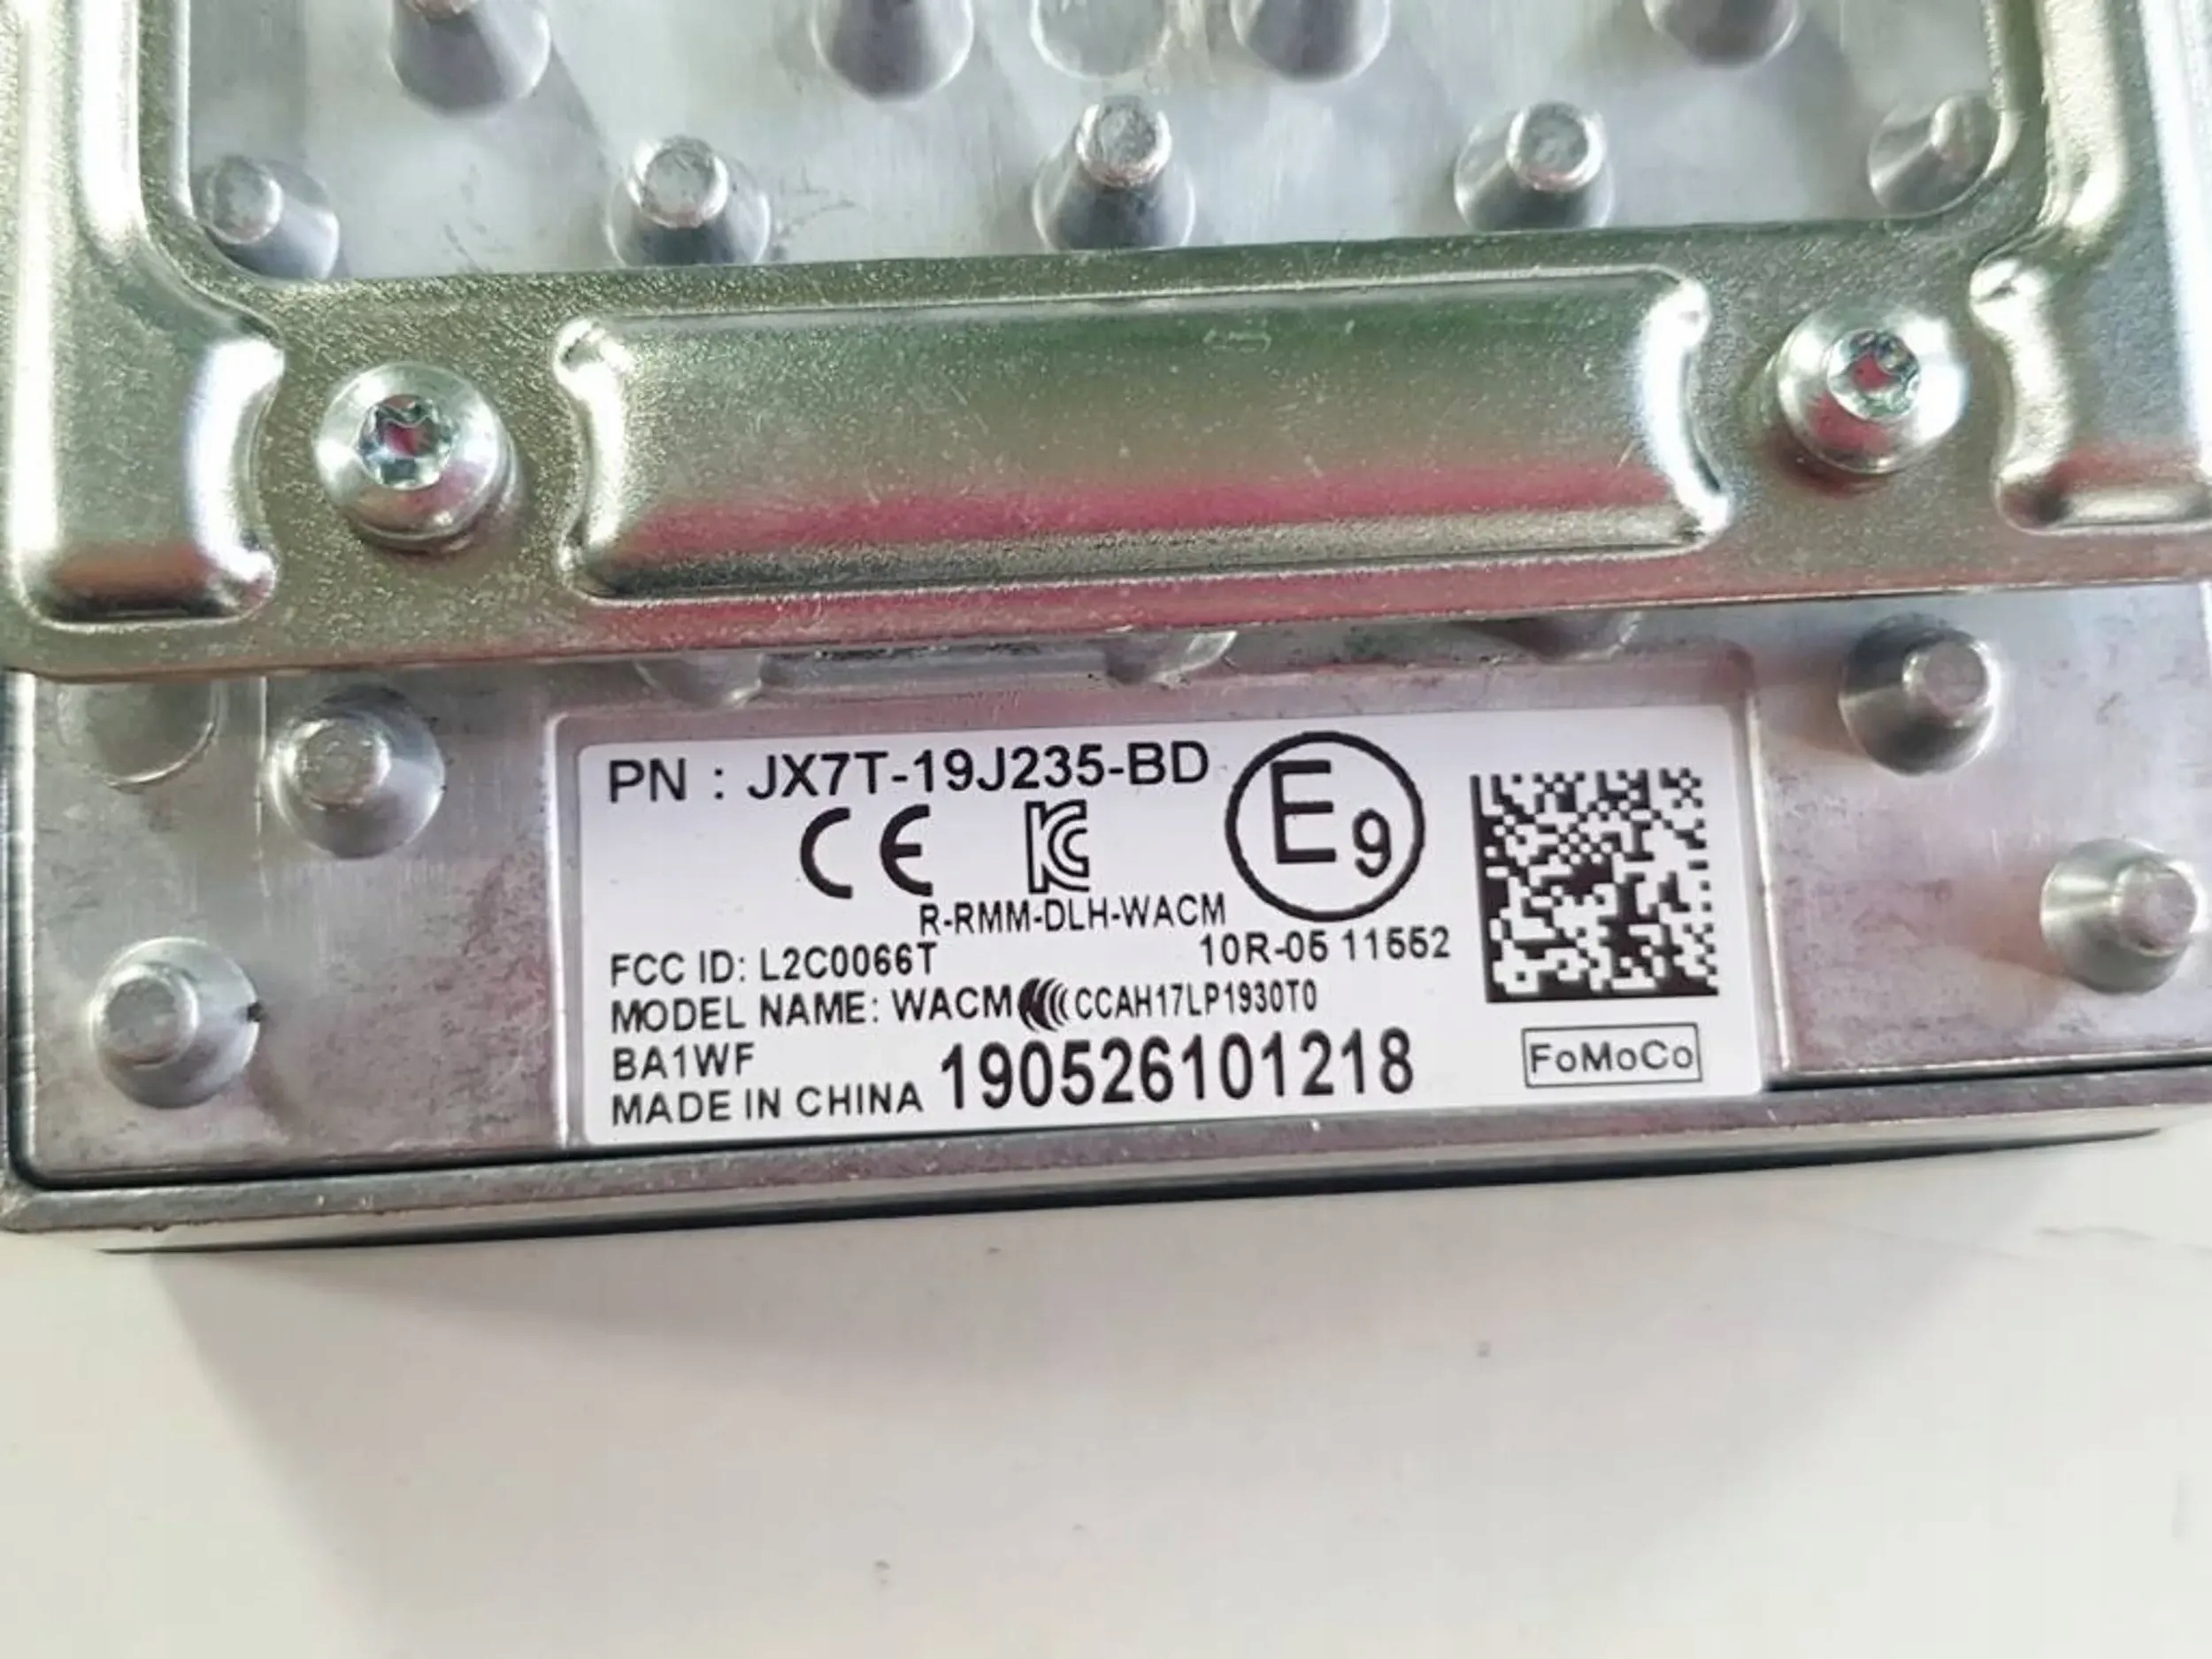 PN : JX7T-19J235-BD
CE
KC
E9
R-RMM-DLH-WACM
10R-05 11552
FCC ID: L2C0066T
MODEL NAME: WACM
CCAH17LP1930T0
BA1WF
MADE IN CHINA
190526101218
FoMoCo